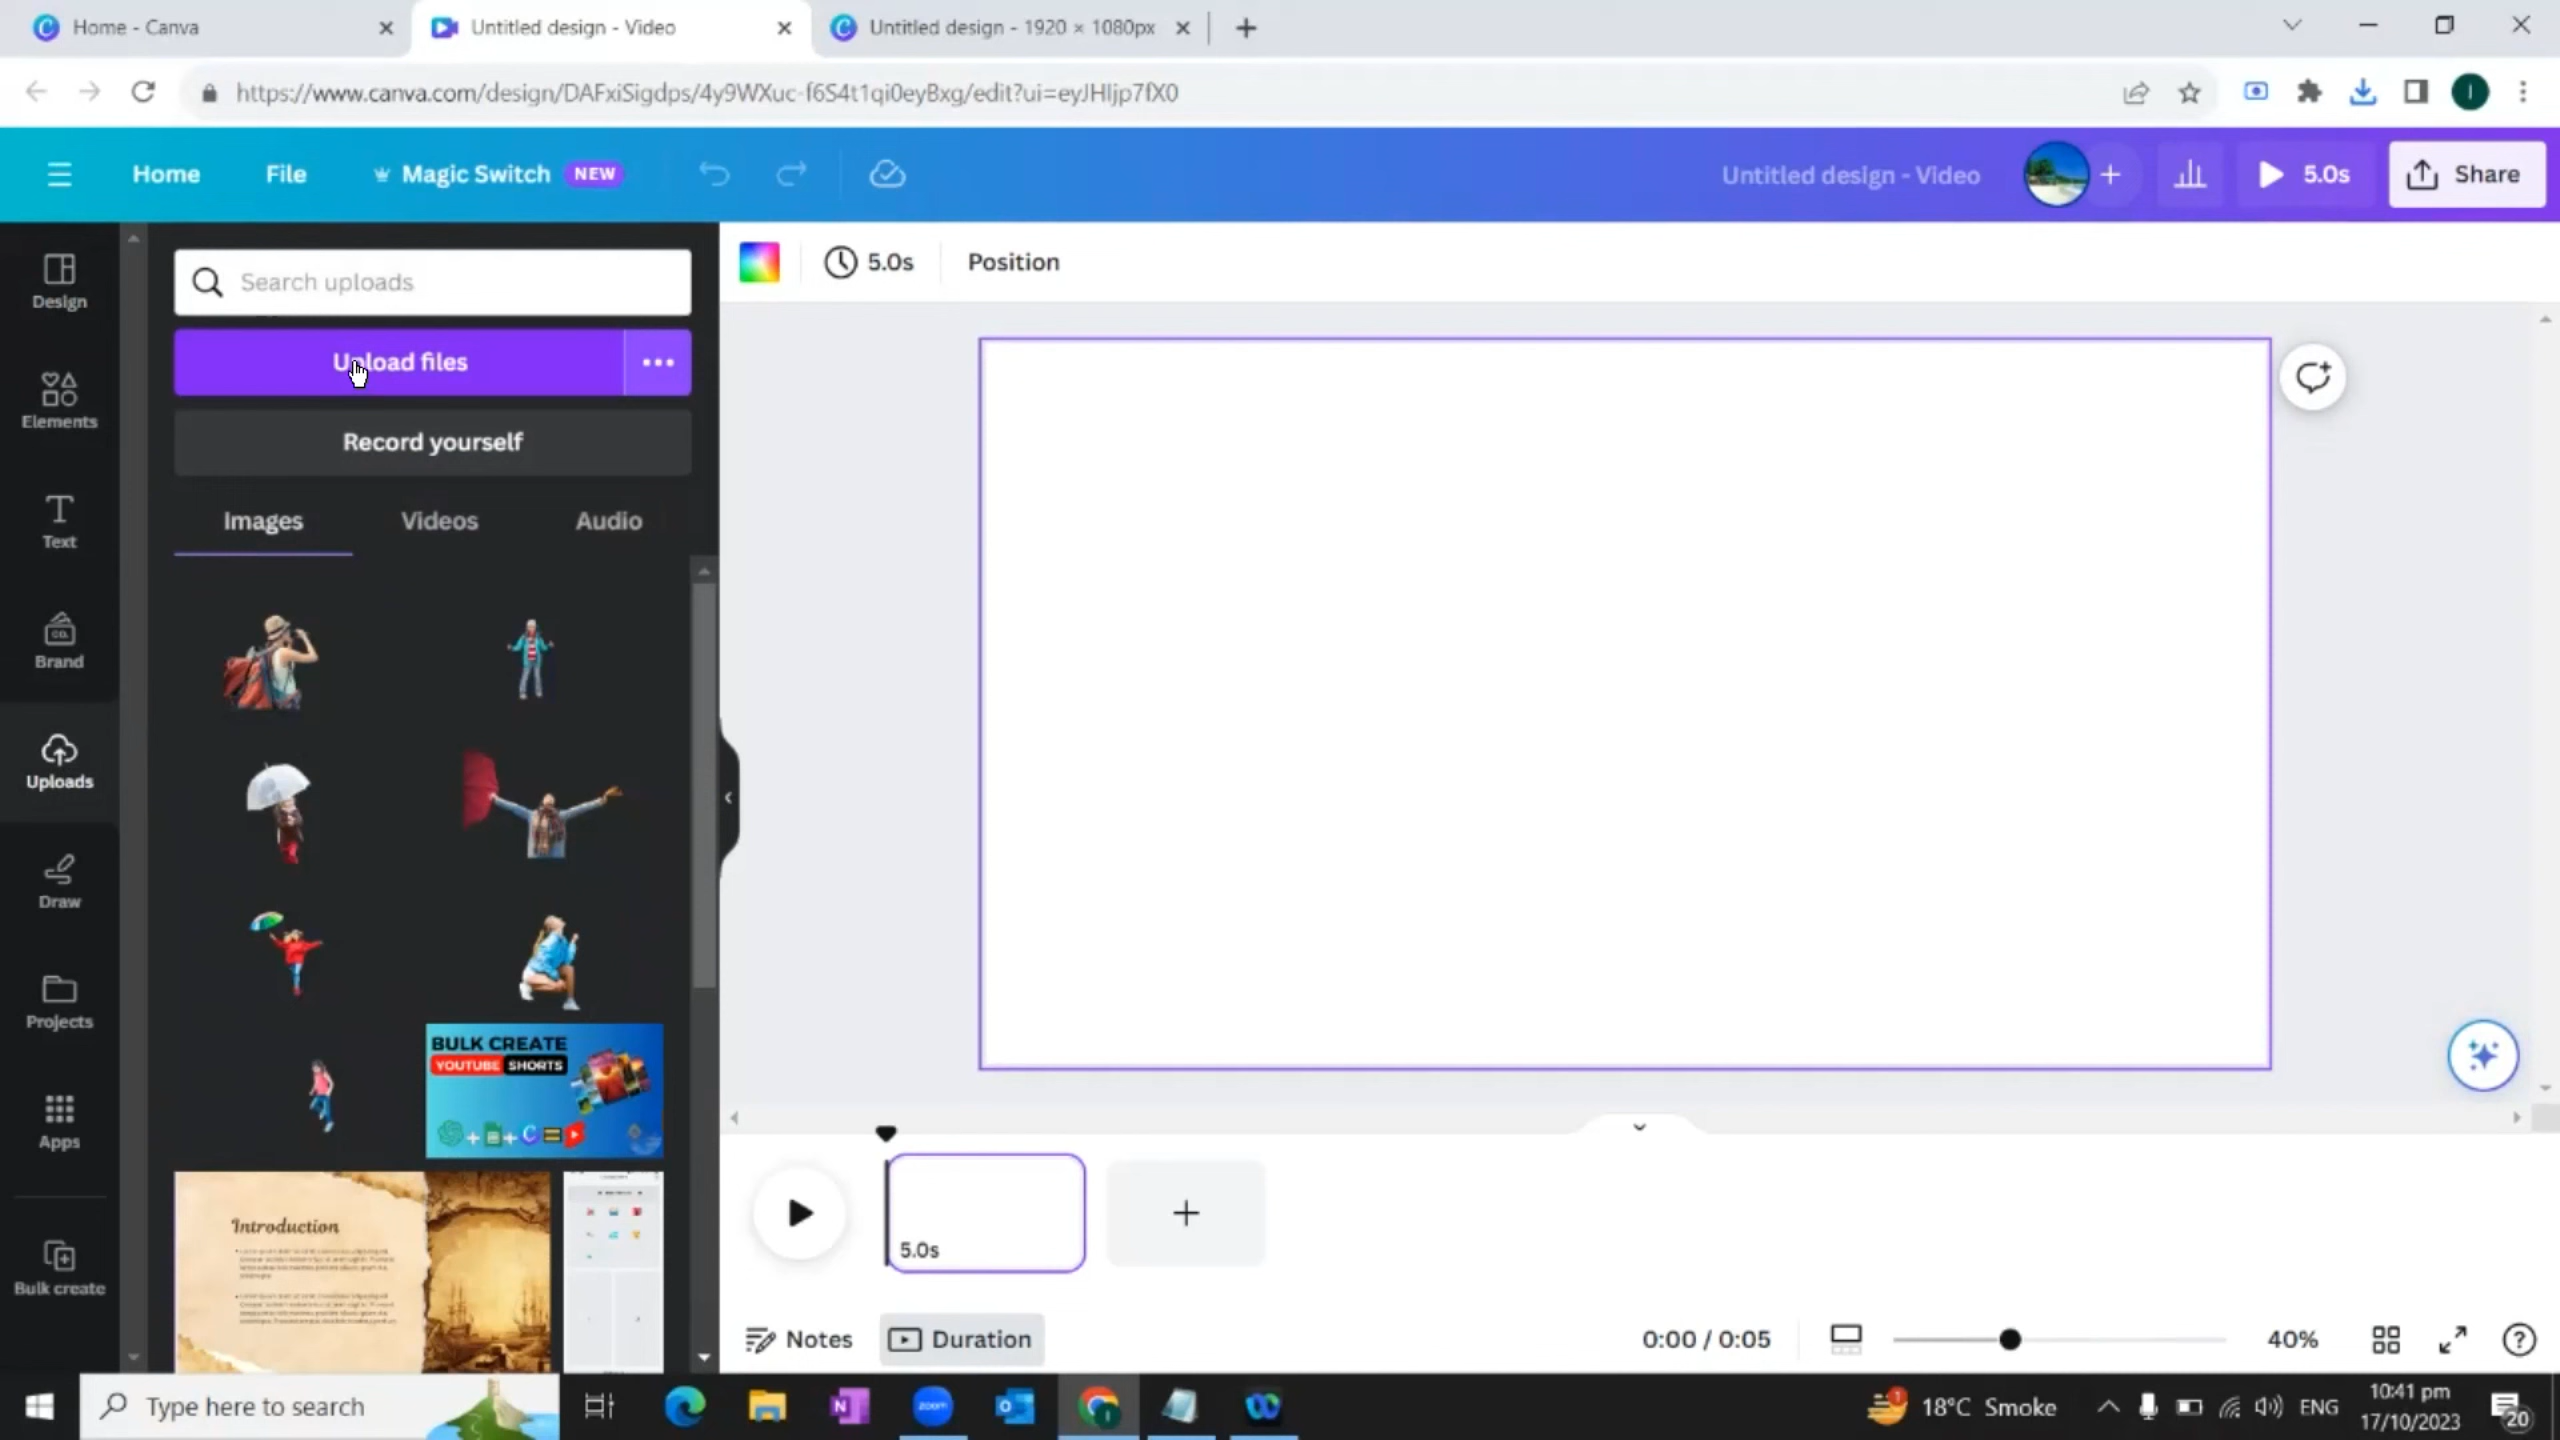 Home - Canva
Untitled design - Video
Untitled design - 1920 × 1080px
https://www.canva.com/design/DAFxiSigdps/4y9WXuc-f6S4t1qi0eyBxg/edit?ui=eyJHIjp7fX0
Home
File
Magic Switch
NEW
Untitled design - Video
5.0s
Share
Design
Elements
Text
Brand
Uploads
Draw
Projects
Apps
Bulk create
Search uploads
Upload files
Record yourself
Images
Videos
Audio
BULK CREATE
YOUTUBE SHORTS
Introduction
5.0s
Position
5.0s
Notes
Duration
0:00 / 0:05
40%
Type here to search
zoom
18°C Smoke
ENG
10:41 pm
17/10/2023
20